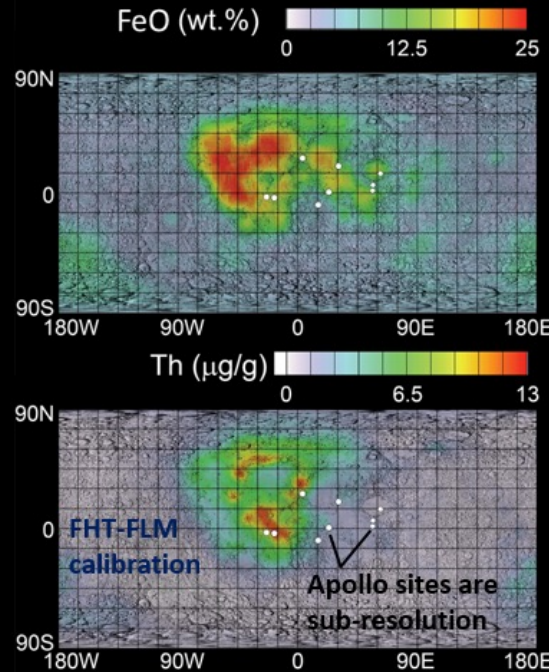 FeO (wt.%)
0 12.5 25
90N
0
90S
180W 90W 0 90E 180E
Th (μg/g)
0 6.5 13
90N
0
FHT-FLM
calibration
Apollo sites are
sub-resolution
90S
180W 90W 0 90E 180E